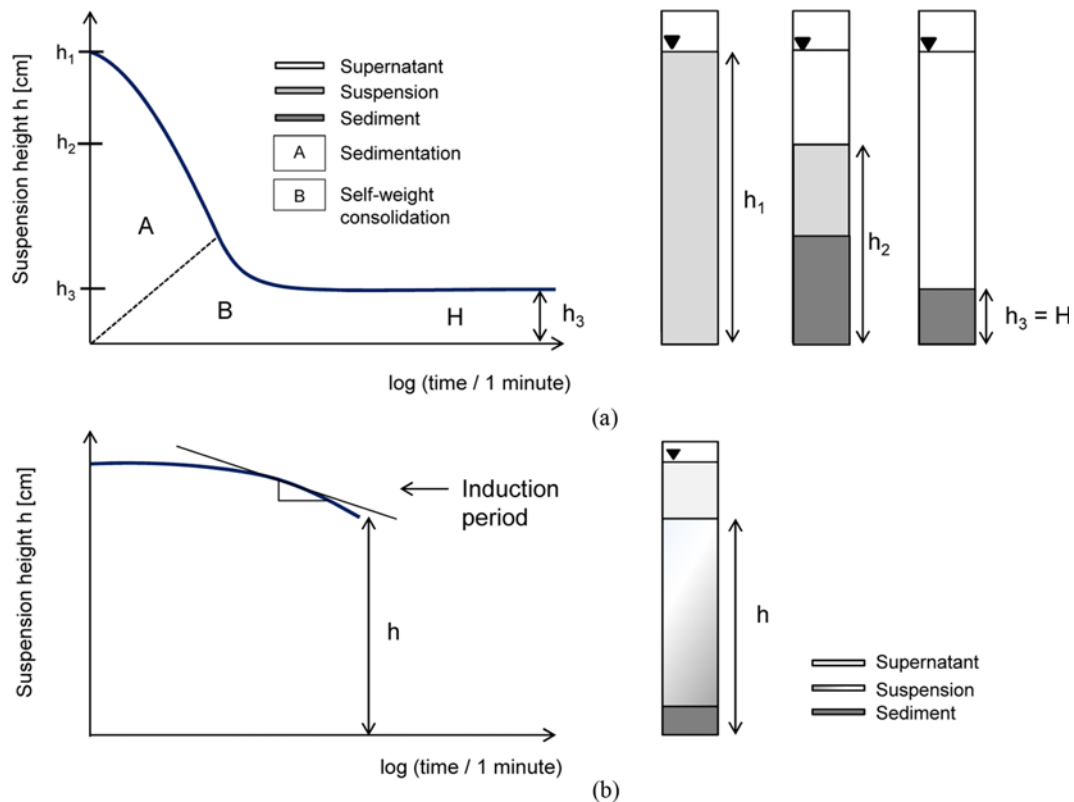 Suspension height h [cm]
h1
h2
h3
A
B
H
h3
Supernatant
Suspension
Sediment
A Sedimentation
B Self-weight
consolidation
log (time / 1 minute)
h1
h2
h3 = H
(a)
Suspension height h [cm]
Induction
period
h
log (time / 1 minute)
h
Supernatant
Suspension
Sediment
(b)